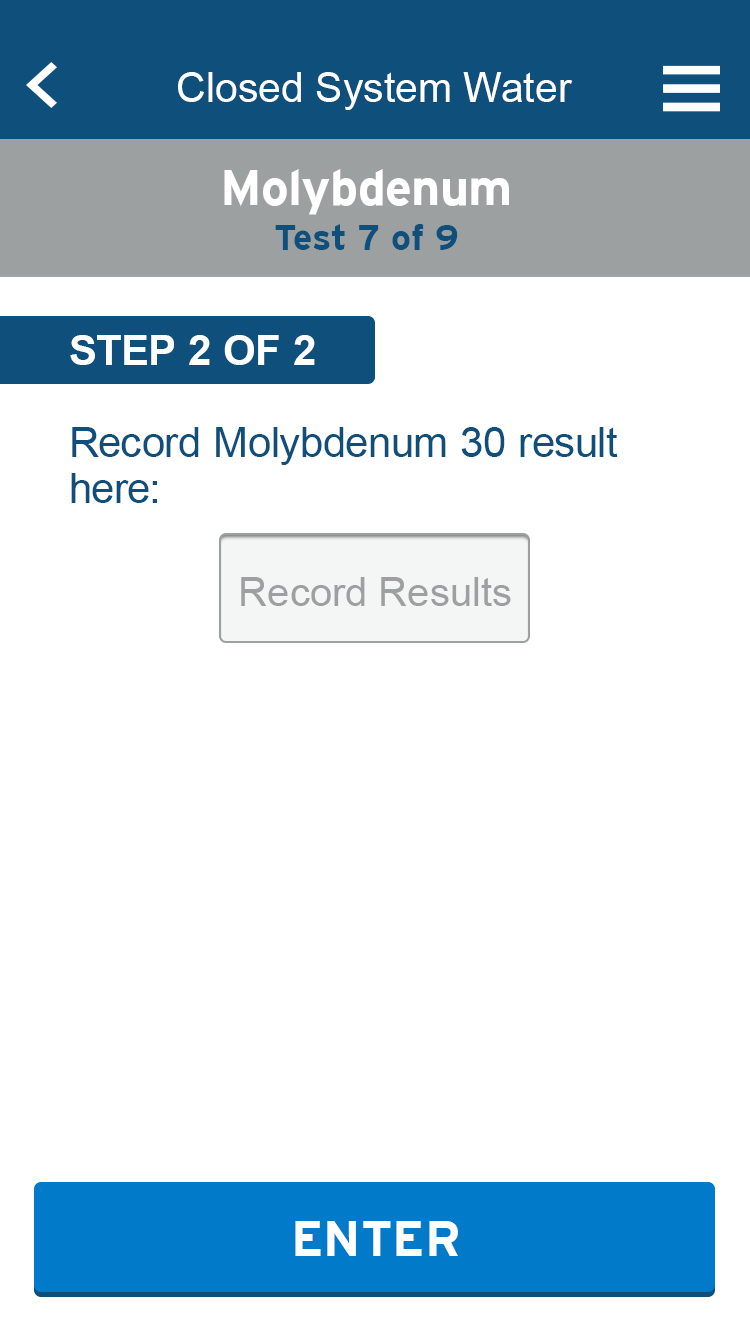 Closed System Water
Molybdenum
Test 7 of 9
STEP 2 OF 2
Record Molybdenum 30 result
here:
Record Results
ENTER